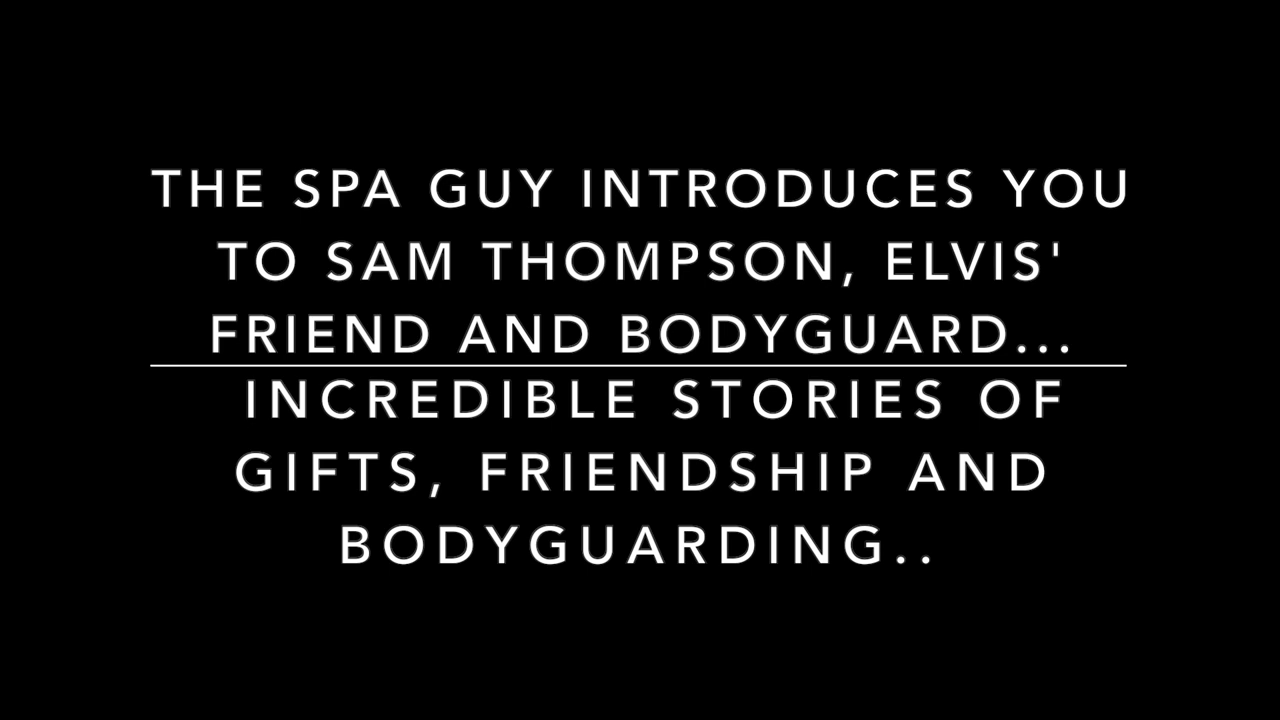 THE SPA GUY INTRODUCES YOU
TO SAM THOMPSON, ELVIS'
FRIEND AND BODYGUARD...
INCREDIBLE STORIES OF
GIFTS, FRIENDSHIP AND
BODYGUARDING..